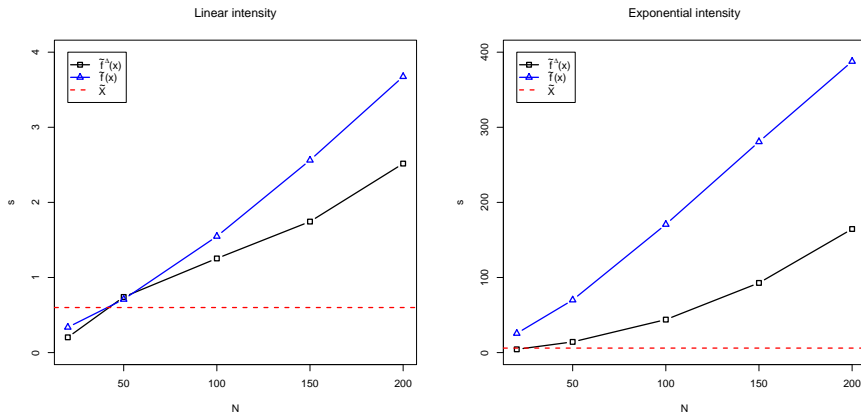 Linear intensity
4
3
2
1
0
s
f̃^Δ(x)
f̃(x)
X̃
50
100
150
200
N
Exponential intensity
400
300
200
100
0
s
f̃^Δ(x)
f̃(x)
X̃
50
100
150
200
N